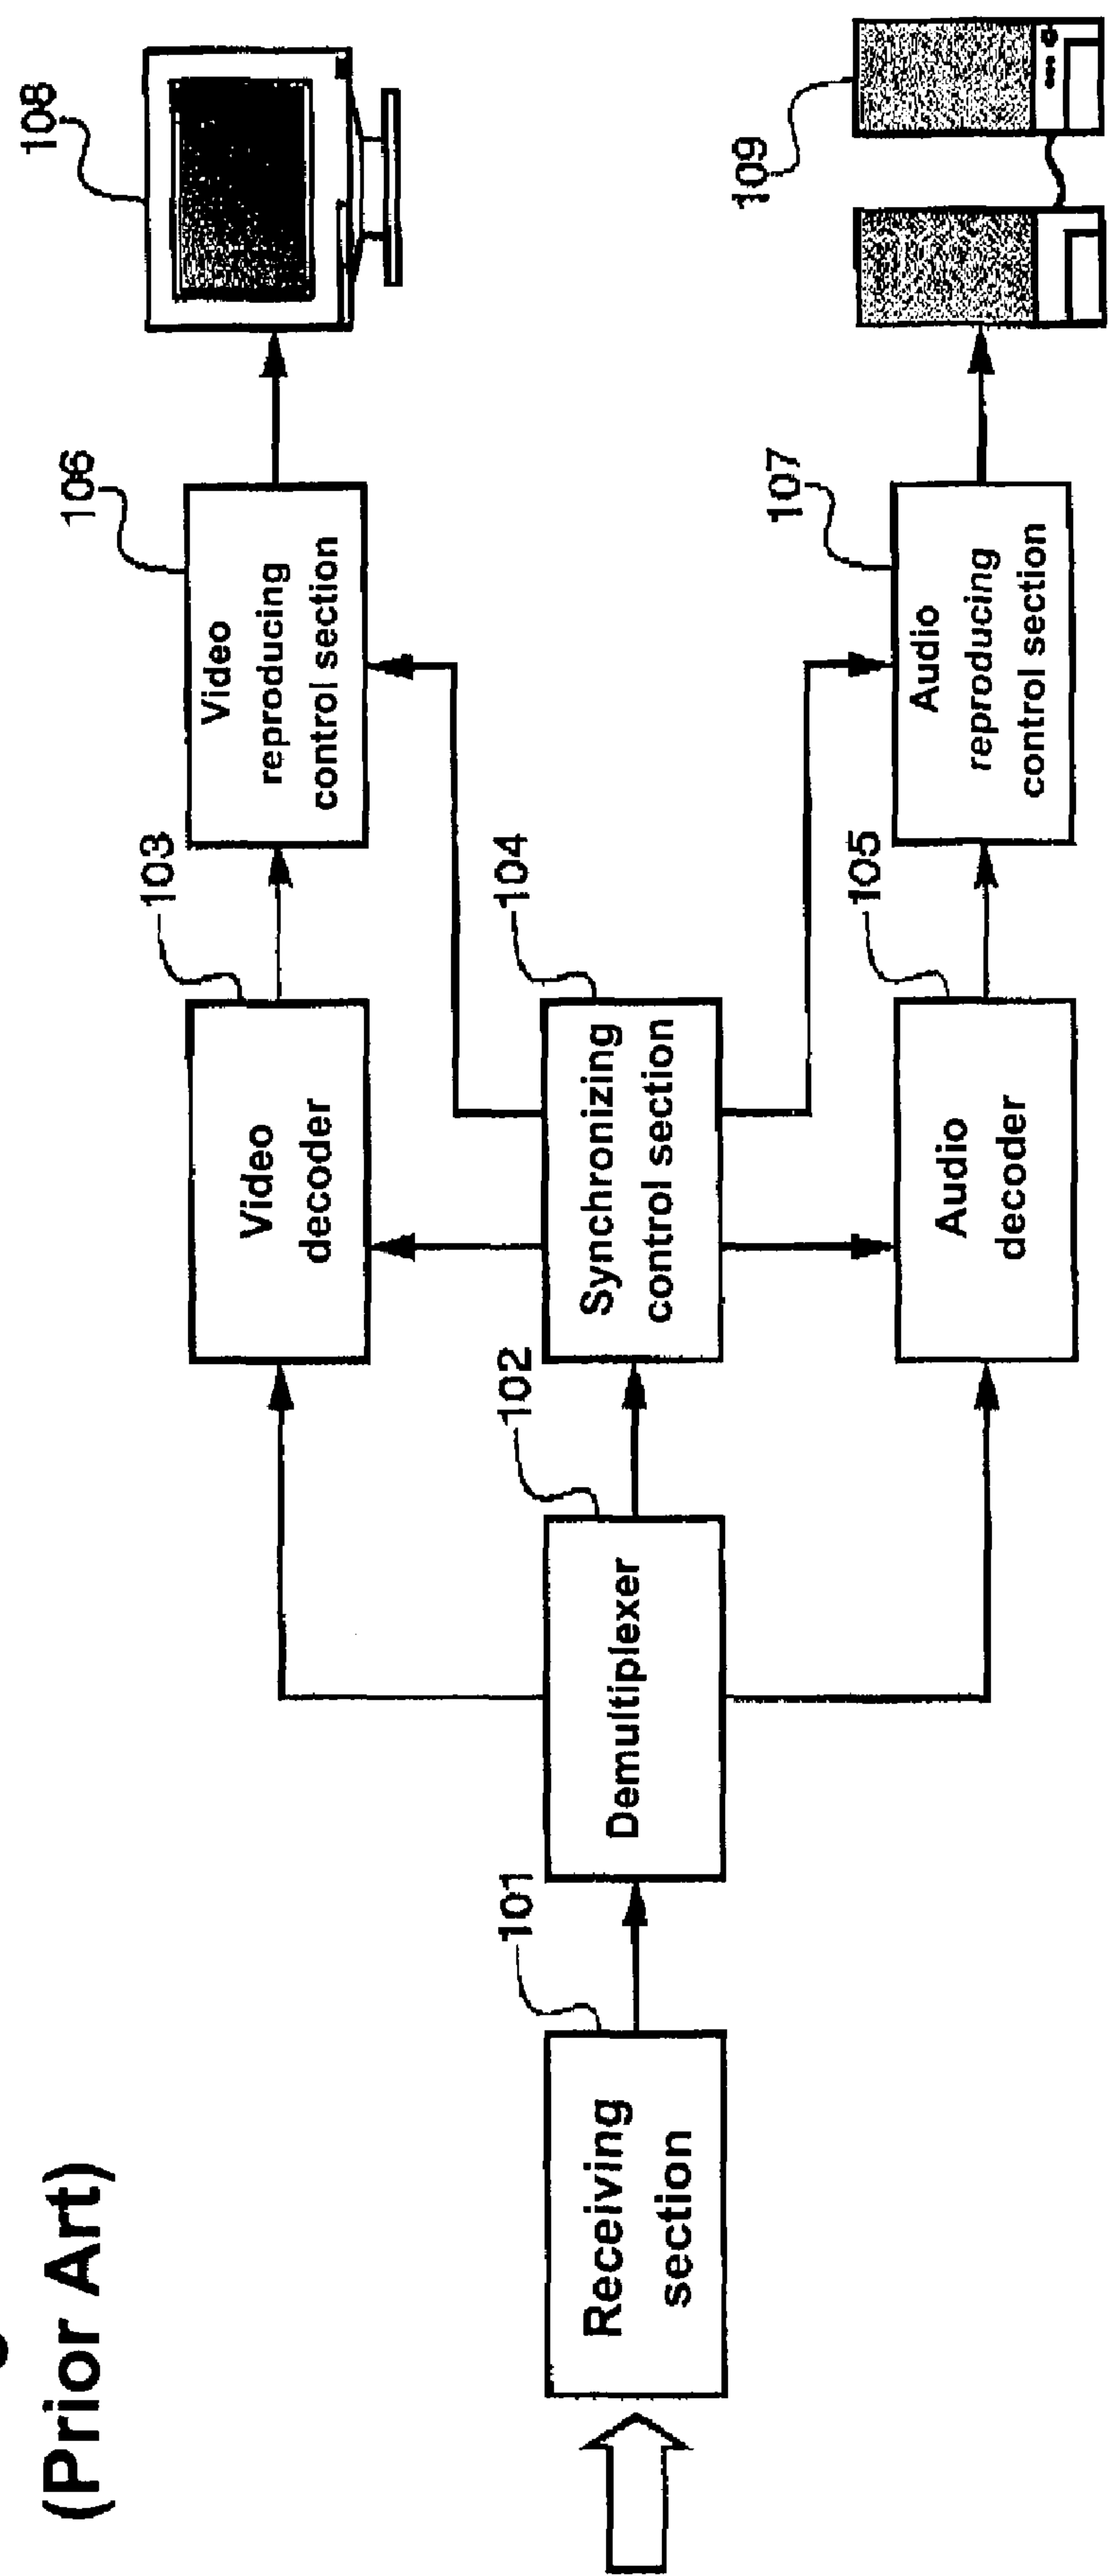 (Prior Art)
108
106
Video
reproducing
control section
103
Video
decoder
109
107
Audio
reproducing
control section
104
Synchronizing
control section
105
Audio
decoder
102
Demultiplexer
101
Receiving
section